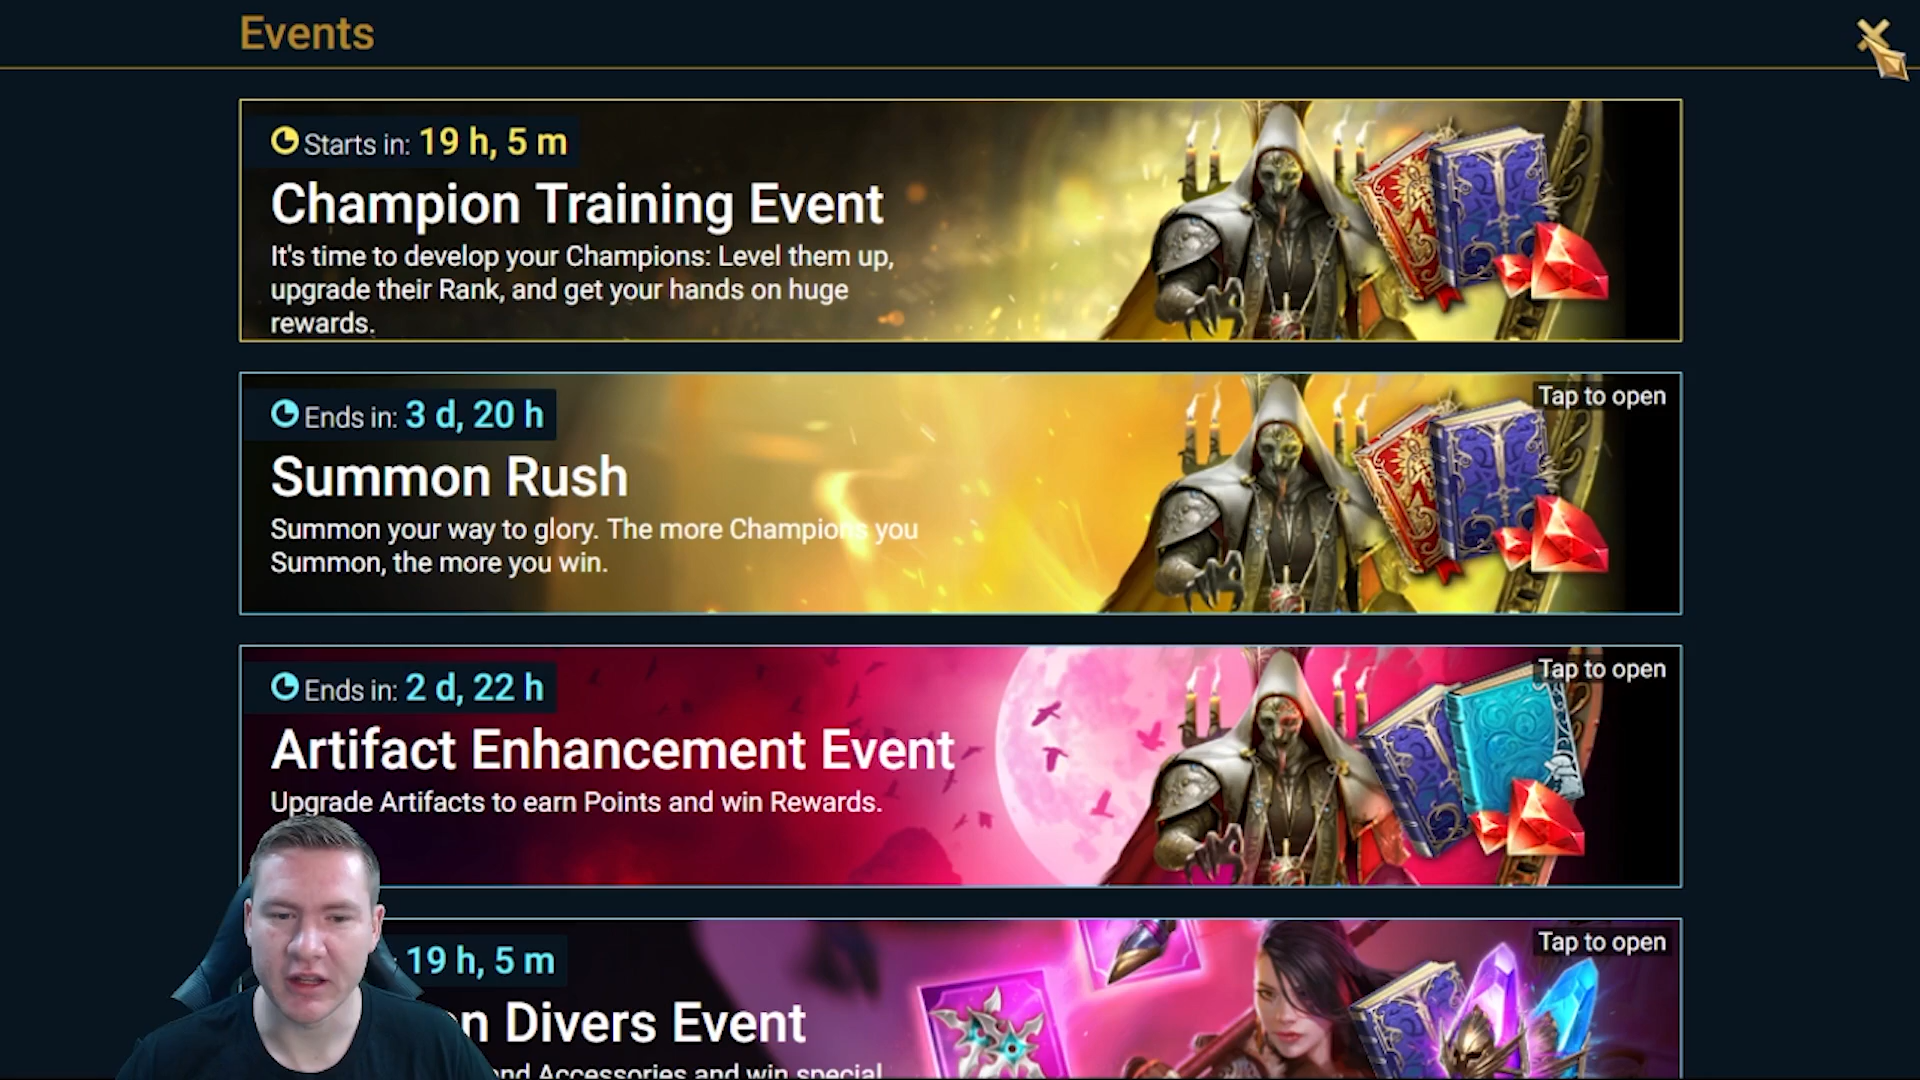 Events
Starts in: 19 h, 5 m
Champion Training Event
It's time to develop your Champions: Level them up,
upgrade their Rank, and get your hands on huge
rewards.
Tap to open
Ends in: 3 d, 20 h
Summon Rush
Summon your way to glory. The more Champions you
Summon, the more you win.
Tap to open
Ends in: 2 d, 22 h
Artifact Enhancement Event
Upgrade Artifacts to earn Points and win Rewards.
Tap to open
: 19 h, 5 m
n Divers Event
and Accessories and win special